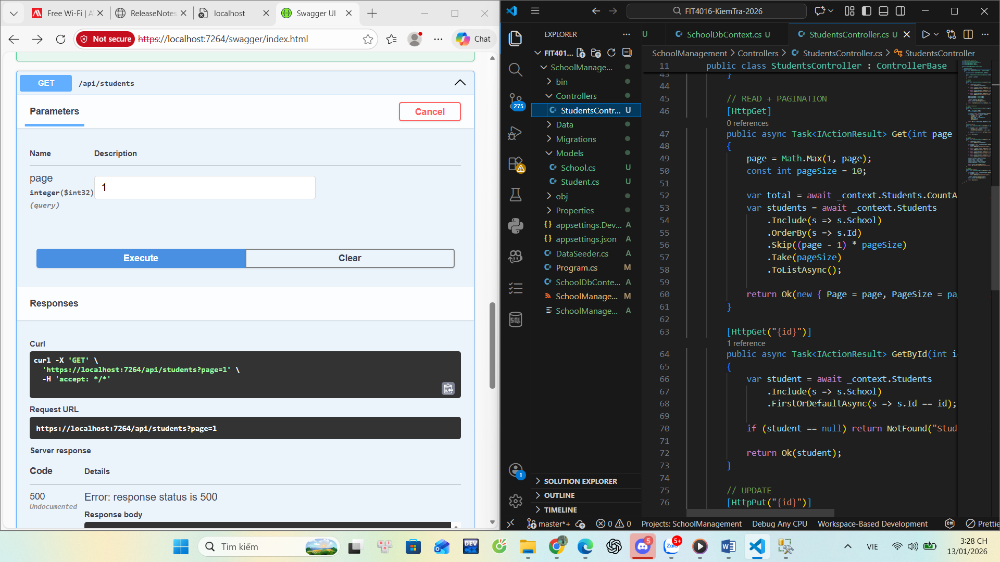 Free Wi-Fi | A
ReleaseNotes
localhost
Swagger UI
Not secure
https://localhost:7264/swagger/index.html
Chat
GET
/api/students
Parameters
Cancel
Name
Description
page
integer($int32)
(query)
1
Execute
Clear
Responses
Curl
curl -X 'GET' \
'https://localhost:7264/api/students?page=1' \
-H 'accept: */*'
Request URL
https://localhost:7264/api/students?page=1
Server response
Code
Details
500
Undocumented
Error: response status is 500
Response body
FIT4016-KiemTra-2026
EXPLORER
FIT401...
SchoolManage...
bin
Controllers
StudentsContr... U
Data
Migrations
Models
School.cs U
Student.cs U
obj
Properties
{} appsettings.Dev... A
{} appsettings.json A
C# DataSeeder.cs A
C# Program.cs M
C# SchoolDbConte... A
SchoolManage... M
SchoolManage... A
SOLUTION EXPLORER
OUTLINE
TIMELINE
275
1
U
C# SchoolDbContext.cs U
C# StudentsController.cs U
SchoolManagement > Controllers > C# StudentsController.cs > StudentsController
11 public class StudentsController : ControllerBase
43 }
44
45 // READ + PAGINATION
46 [HttpGet]
0 references
47 public async Task<IActionResult> Get(int page
48 {
49 page = Math.Max(1, page);
50 const int pageSize = 10;
51
52 var total = await _context.Students.CountA
53 var students = await _context.Students
54 .Include(s => s.School)
55 .OrderBy(s => s.Id)
56 .Skip((page - 1) * pageSize)
57 .Take(pageSize)
58 .ToListAsync();
59
60 return Ok(new { Page = page, PageSize = pa
61 }
62
63 [HttpGet("{id}")]
1 reference
64 public async Task<IActionResult> GetById(int i
65 {
66 var student = await _context.Students
67 .Include(s => s.School)
68 .FirstOrDefaultAsync(s => s.Id == id);
69
70 if (student == null) return NotFound("Stud
71
72 return Ok(student);
73 }
74
75 // UPDATE
76 [HttpPut("{id}")]
master*+
0
0
Projects: SchoolManagement
Debug Any CPU
Workspace-Based Development
Prettie
Tìm kiếm
DEV
5
Zalo
5+
VIE
3:28 CH
13/01/2026